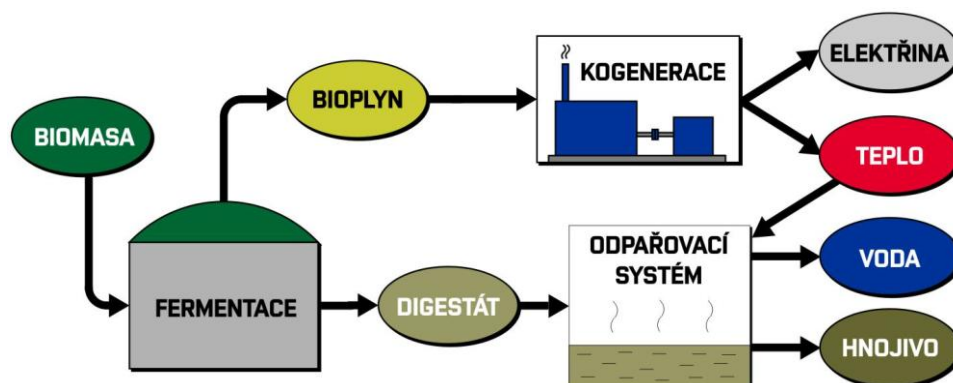 ELEKTŘINA
KOGENERACE
BIOPLYN
BIOMASA
TEPLO
ODPAŘOVACÍ
SYSTÉM
VODA
FERMENTACE
DIGESTÁT
HNOJIVO